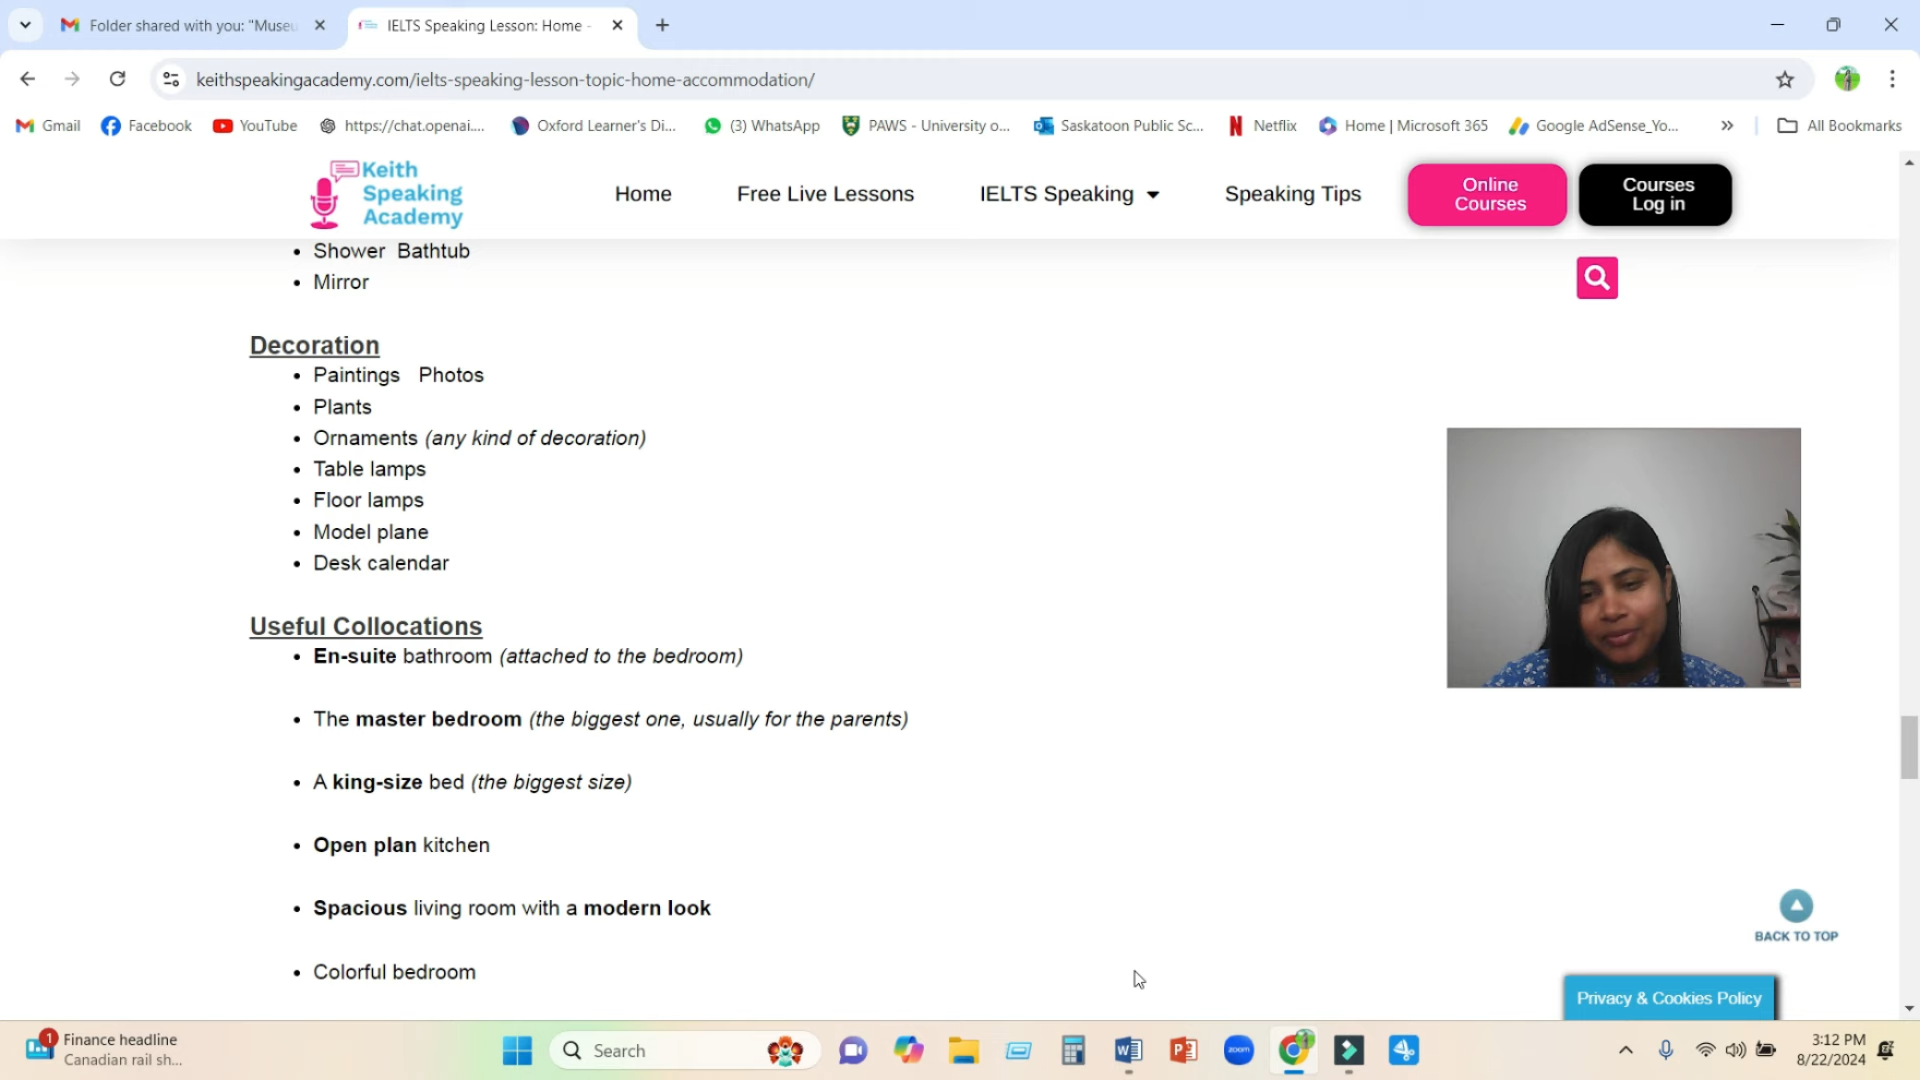 Folder shared with you: "Museu
IELTS Speaking Lesson: Home -
keithspeakingacademy.com/ielts-speaking-lesson-topic-home-accommodation/
Gmail
Facebook
YouTube
https://chat.openai....
Oxford Learner's Di...
(3) WhatsApp
PAWS - University o...
Saskatoon Public Sc...
Netflix
Home | Microsoft 365
Google AdSense_Yo...
All Bookmarks
Keith
Speaking
Academy
Home
Free Live Lessons
IELTS Speaking
Speaking Tips
Online
Courses
Courses
Log in
Shower Bathtub
Mirror
Decoration
Paintings Photos
Plants
Ornaments (any kind of decoration)
Table lamps
Floor lamps
Model plane
Desk calendar
Useful Collocations
En-suite bathroom (attached to the bedroom)
The master bedroom (the biggest one, usually for the parents)
A king-size bed (the biggest size)
Open plan kitchen
Spacious living room with a modern look
Colorful bedroom
BACK TO TOP
Privacy & Cookies Policy
1
Finance headline
Canadian rail sh...
Search
zoom
3:12 PM
8/22/2024